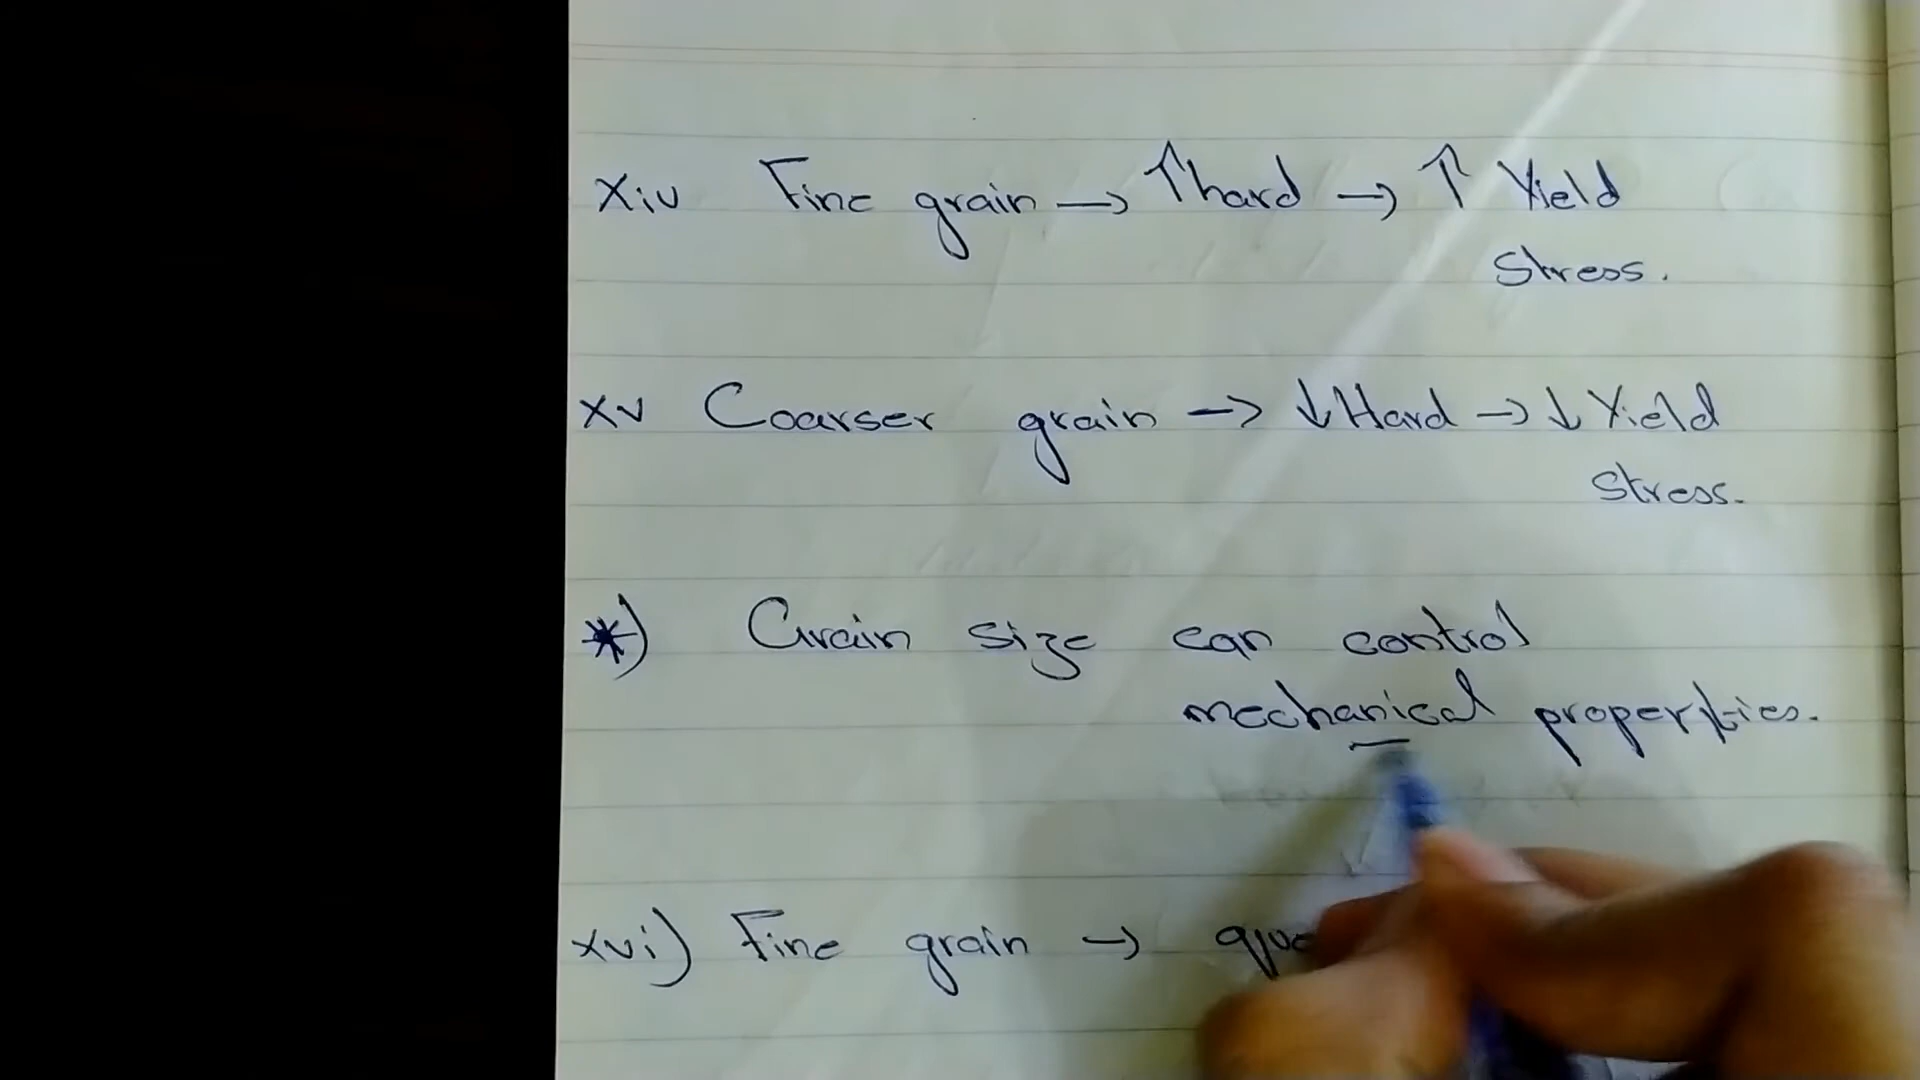 xiv Fine grain → ↑hard → ↑ Yield
Stress.
xv Coarser grain → ↓Hard → ↓ Yield
Stress.
*) Grain size can control
mechanical properties.
xvi) Fine grain →